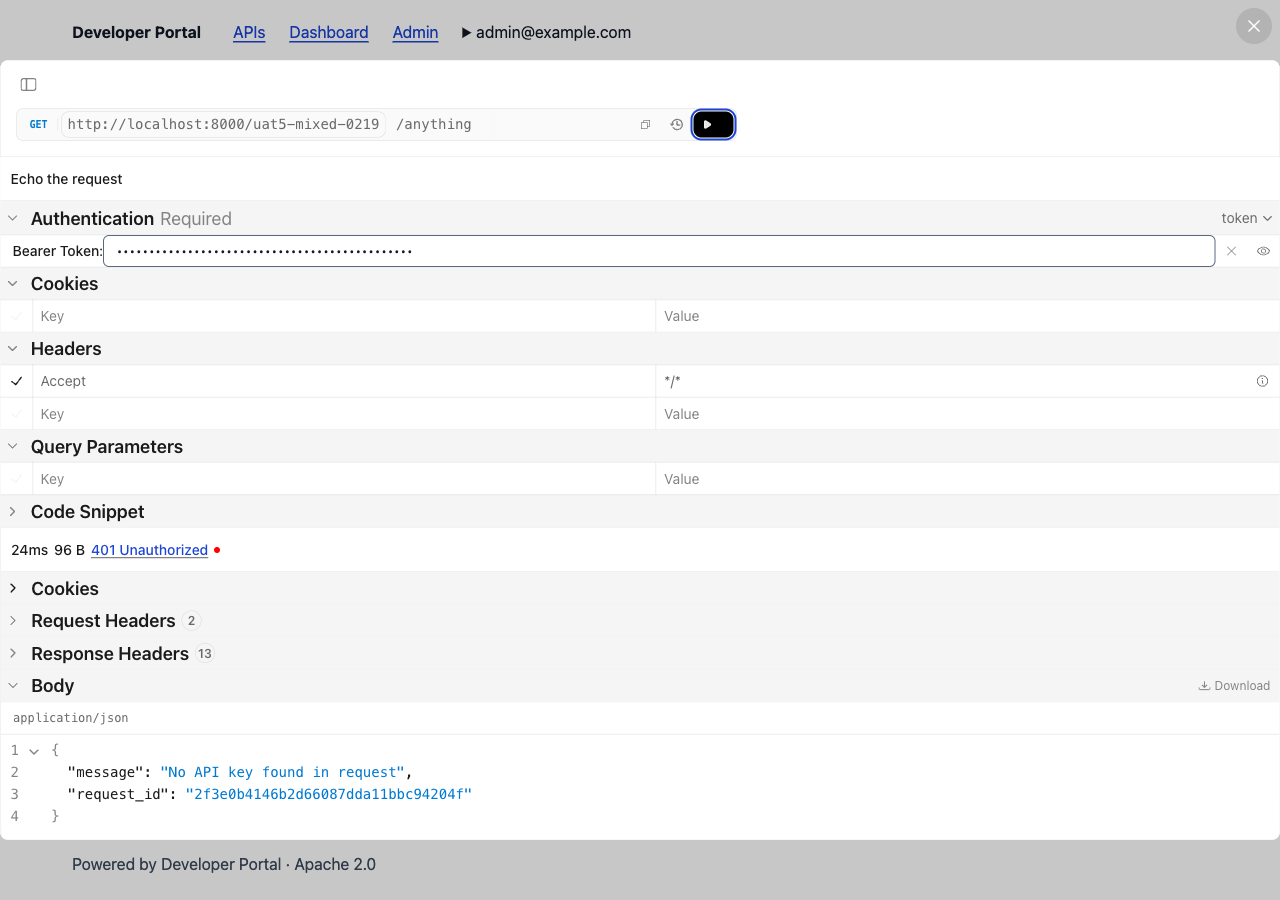 Developer Portal APIs Dashboard Admin ▶ admin@example.com
GET http://localhost:8000/uat5-mixed-0219 /anything
Echo the request
Authentication Required token
Bearer Token: ••••••••••••••••••••••••••••••••••••••••••••••
Cookies
Key Value
Headers
Accept */*
Key Value
Query Parameters
Key Value
Code Snippet
24ms 96 B 401 Unauthorized
Cookies
Request Headers 2
Response Headers 13
Body Download
application/json
1 {
2 "message": "No API key found in request",
3 "request_id": "2f3e0b4146b2d66087dda11bbc94204f"
4 }
Powered by Developer Portal · Apache 2.0